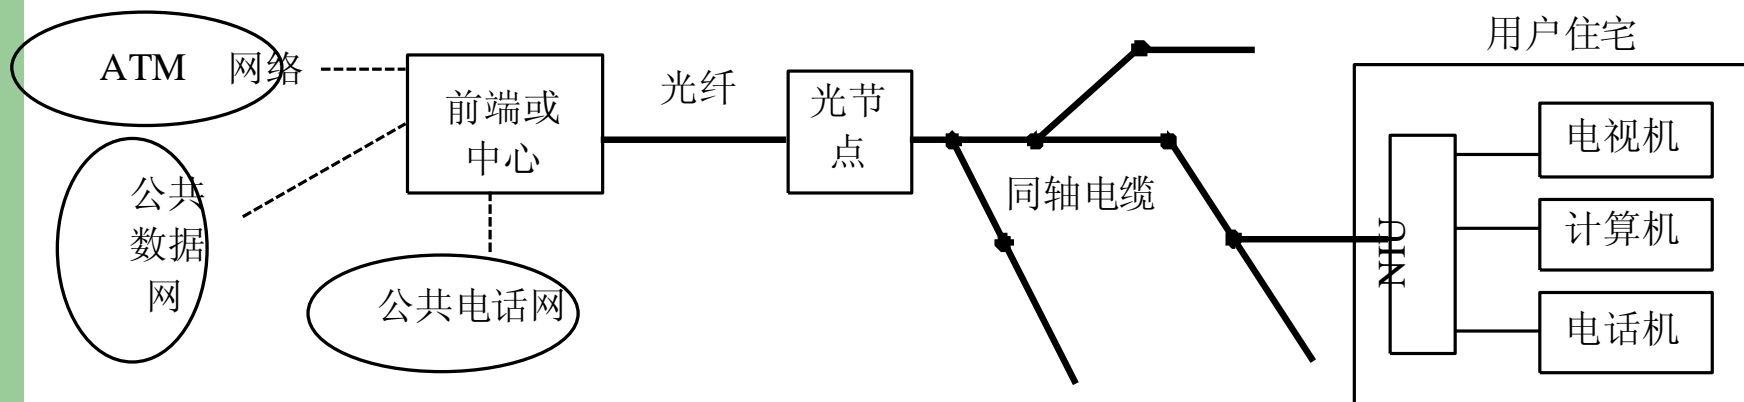 ATM 网络
公共
数据
网
前端或
中心
公共电话网
光纤
光节
点
同轴电缆
用户住宅
NIU
电视机
计算机
电话机